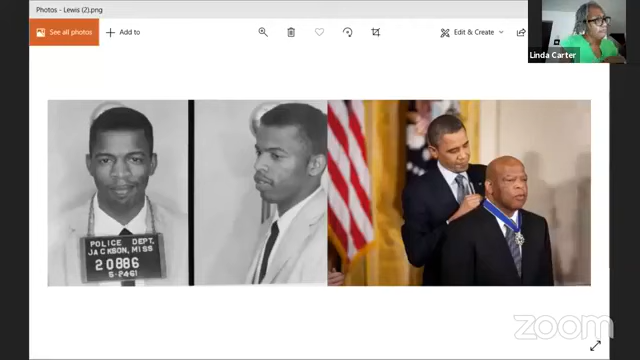 Photos - Lewis (2).png
See all photos
+ Add to
Edit & Create
Linda Carter
POLICE DEPT.
JACKSON, MISS
20886
5-24-61
zoom